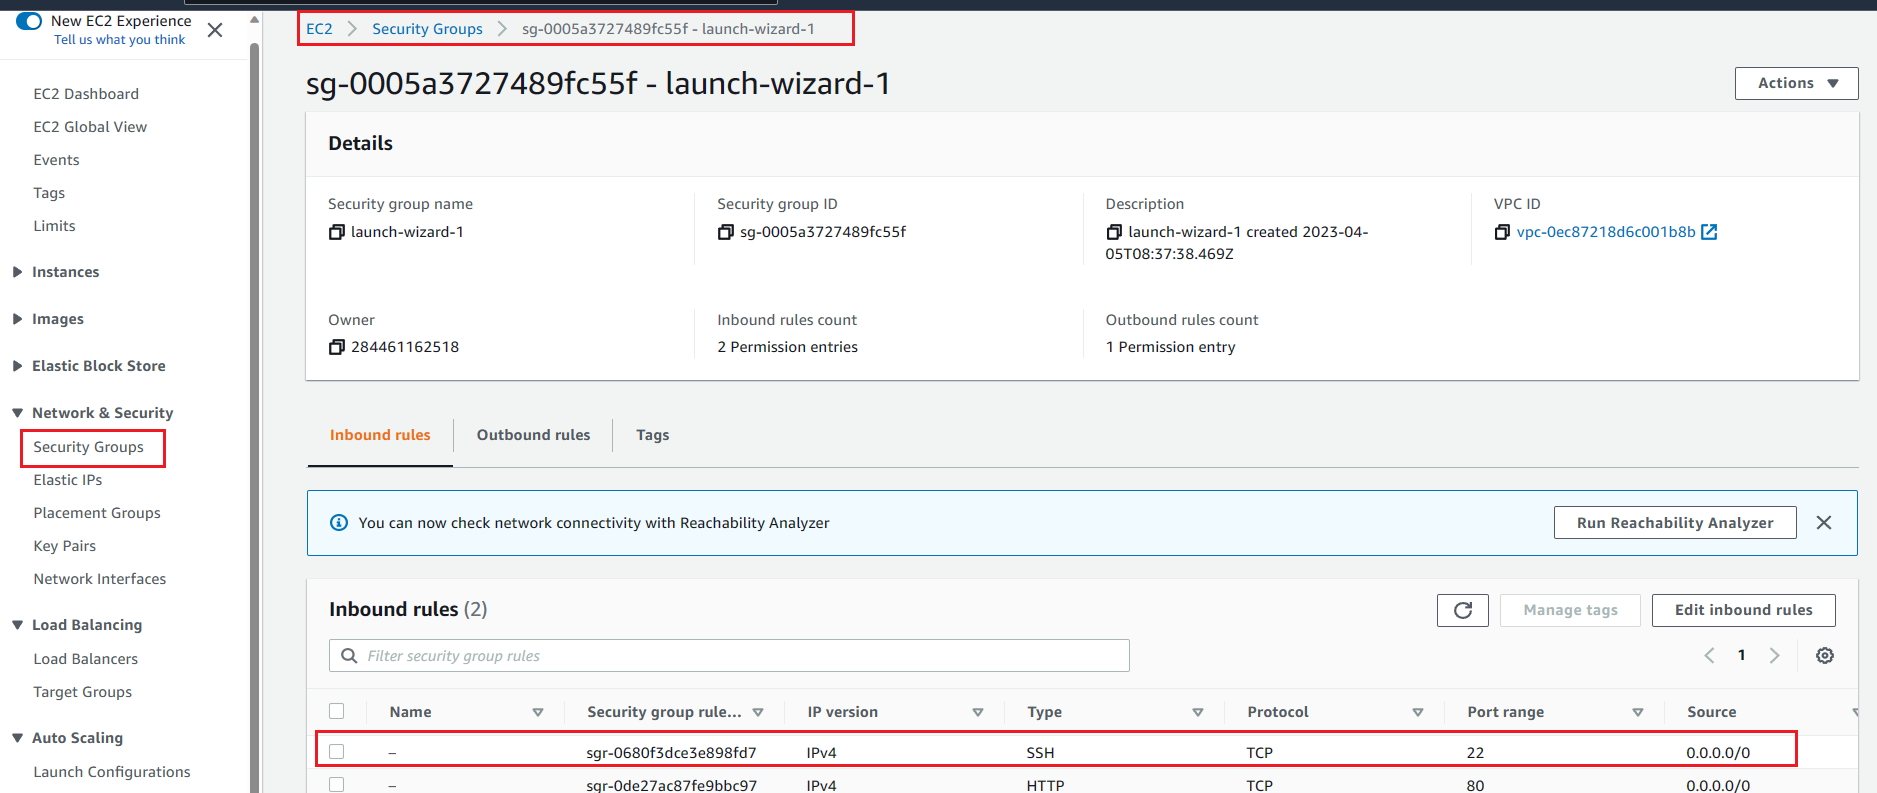 New EC2 Experience
Tell us what you think
EC2 Dashboard
EC2 Global View
Events
Tags
Limits
Instances
Images
Elastic Block Store
Network & Security
Security Groups
Elastic IPs
Placement Groups
Key Pairs
Network Interfaces
Load Balancing
Load Balancers
Target Groups
Auto Scaling
Launch Configurations
EC2 > Security Groups > sg-0005a3727489fc55f - launch-wizard-1
sg-0005a3727489fc55f - launch-wizard-1
Actions
Details
Security group name
launch-wizard-1
Security group ID
sg-0005a3727489fc55f
Description
launch-wizard-1 created 2023-04-
05T08:37:38.469Z
VPC ID
vpc-0ec87218d6c001b8b
Owner
284461162518
Inbound rules count
2 Permission entries
Outbound rules count
1 Permission entry
Inbound rules Outbound rules Tags
You can now check network connectivity with Reachability Analyzer Run Reachability Analyzer
Inbound rules (2) Manage tags Edit inbound rules
Filter security group rules 1
Name Security group rule... IP version Type Protocol Port range Source
– sgr-0680f3dce3e898fd7 IPv4 SSH TCP 22 0.0.0.0/0
– sgr-0de27ac87fe9bbc97 IPv4 HTTP TCP 80 0.0.0.0/0